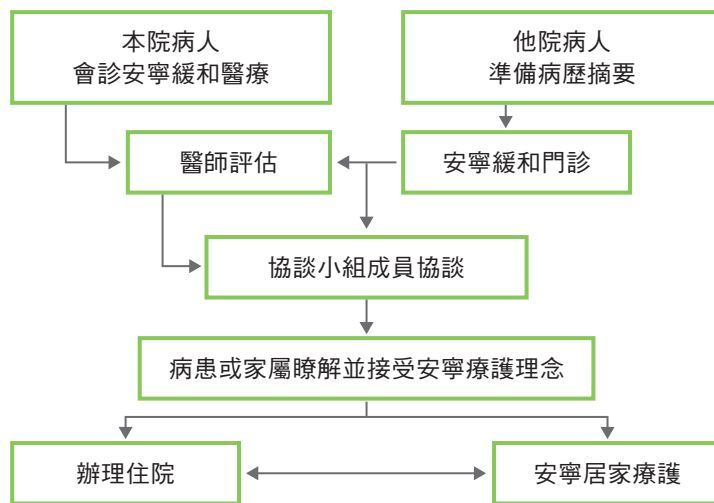 本院病人
會診安寧緩和醫療
他院病人
準備病歷摘要
醫師評估
安寧緩和門診
協談小組成員協談
病患或家屬瞭解並接受安寧療護理念
辦理住院
安寧居家療護